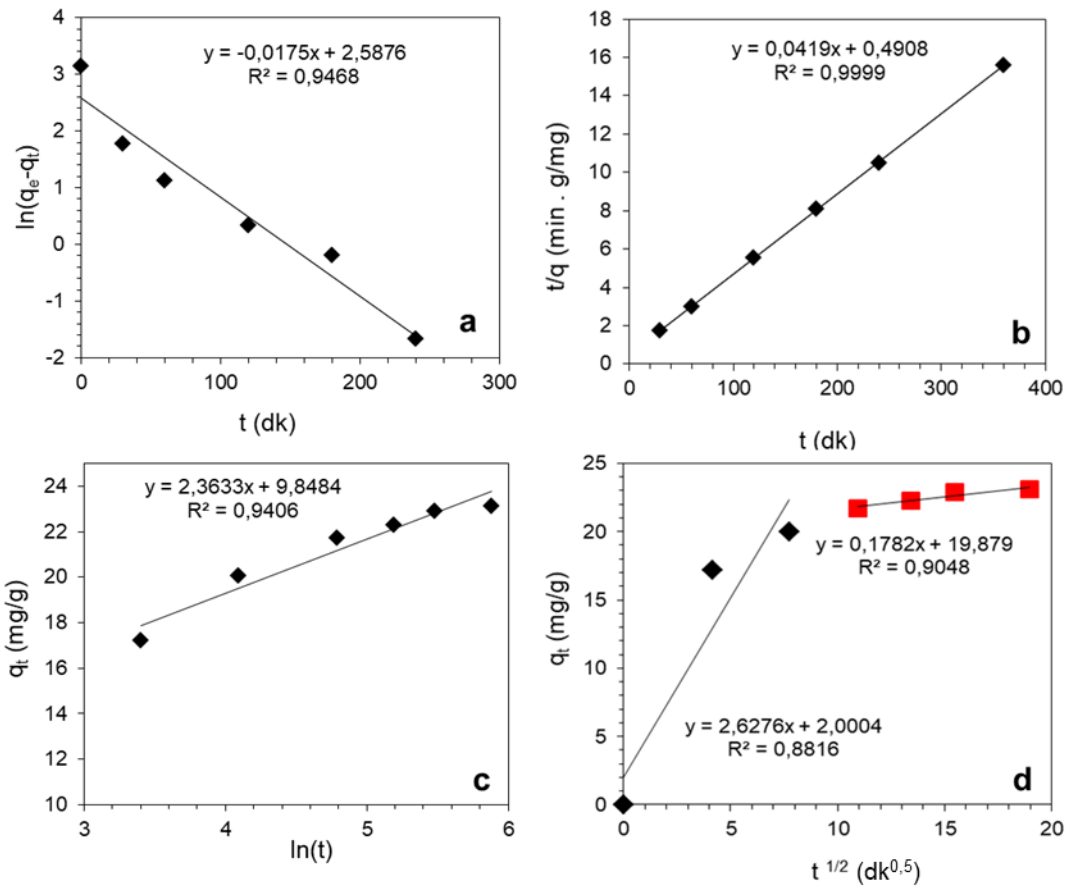 y = -0,0175x + 2,5876
R² = 0,9468
4
3
2
1
0
-1
-2
ln(qₑ-qₜ)
0
100
200
300
t (dk)
a
y = 0,0419x + 0,4908
R² = 0,9999
18
16
14
12
10
8
6
4
2
0
t/q (min . g/mg)
0
100
200
300
400
t (dk)
b
y = 2,3633x + 9,8484
R² = 0,9406
24
22
20
18
16
14
12
10
qₜ (mg/g)
3
4
5
6
ln(t)
c
25
20
15
10
5
0
qₜ (mg/g)
y = 0,1782x + 19,879
R² = 0,9048
y = 2,6276x + 2,0004
R² = 0,8816
0
5
10
15
20
t ¹/² (dk⁰,⁵)
d